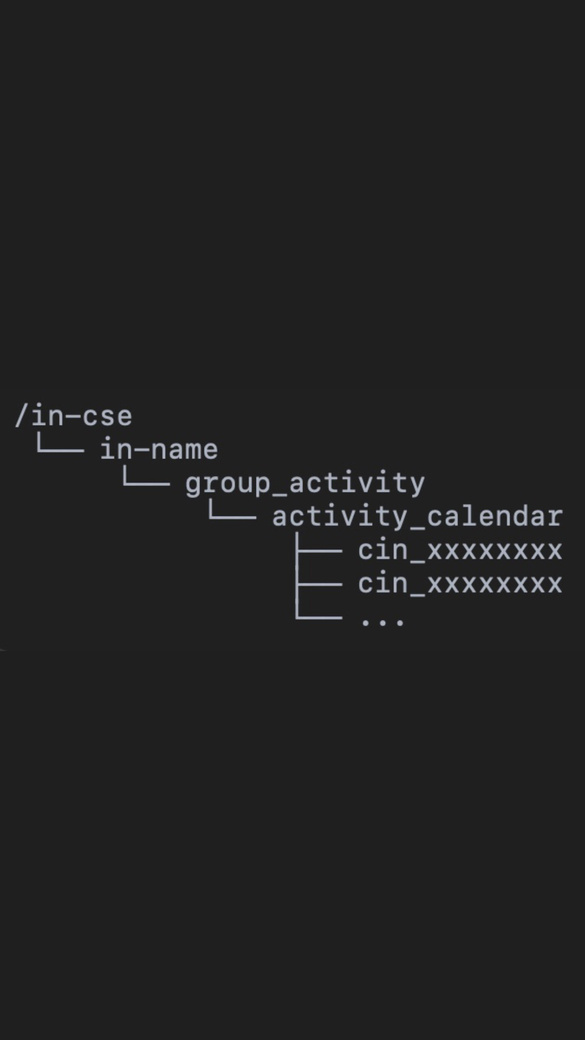 /in-cse
└── in-name
└── group_activity
└── activity_calendar
├── cin_xxxxxxxx
├── cin_xxxxxxxx
└── ...